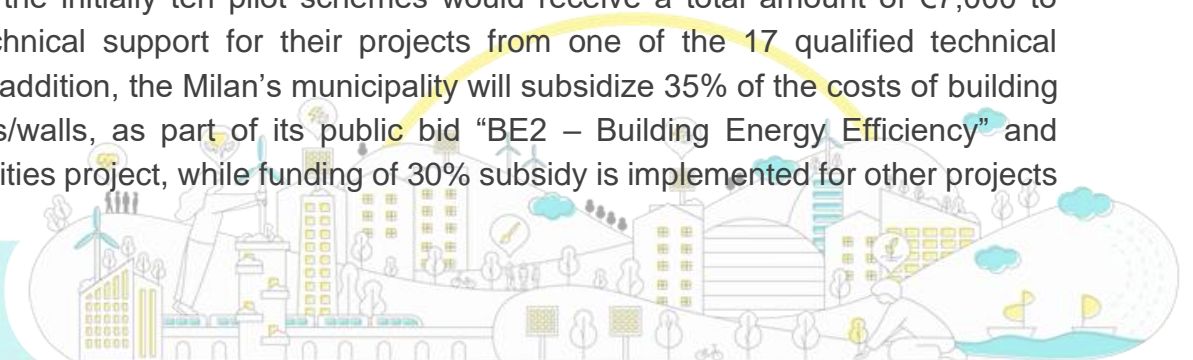 the initially ten pilot schemes would receive a total amount of €7,000 to
chnical support for their projects from one of the 17 qualified technical
addition, the Milan's municipality will subsidize 35% of the costs of building
s/walls, as part of its public bid “BE2 – Building Energy Efficiency” and
ities project, while funding of 30% subsidy is implemented for other projects